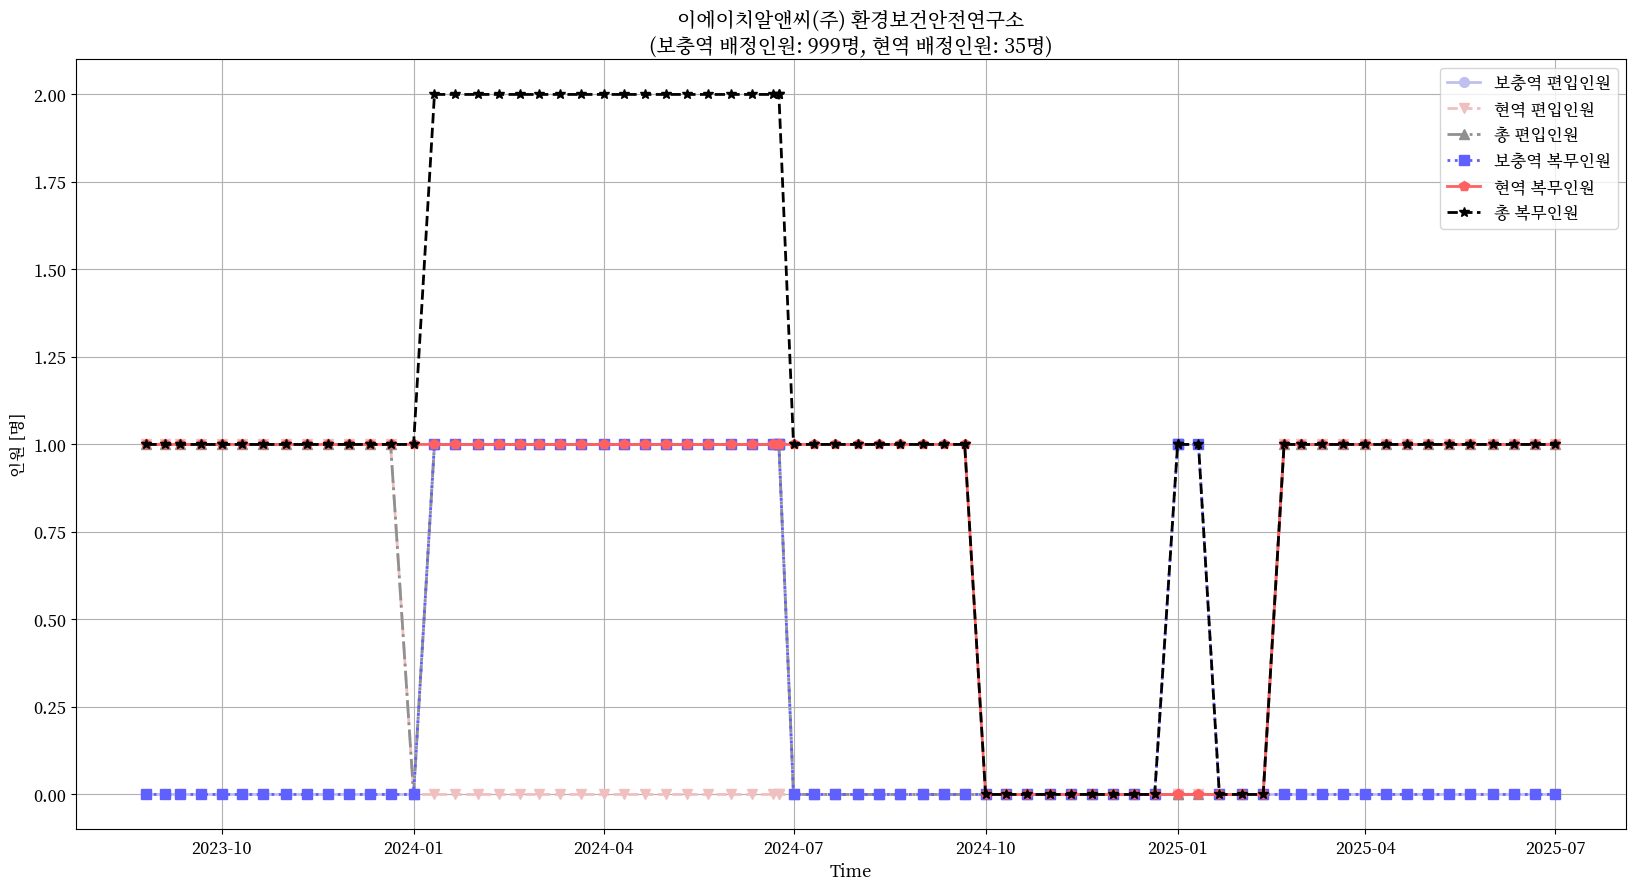 이에이치알앤씨(주) 환경보건안전연구소
(보충역 배정인원: 999명, 현역 배정인원: 35명)
보충역 편입인원
현역 편입인원
총 편입인원
보충역 복무인원
현역 복무인원
총 복무인원
2.00
1.75
1.50
1.25
1.00
0.75
0.50
0.25
0.00
인원 [명]
2023-10
2024-01
2024-04
2024-07
2024-10
2025-01
2025-04
2025-07
Time